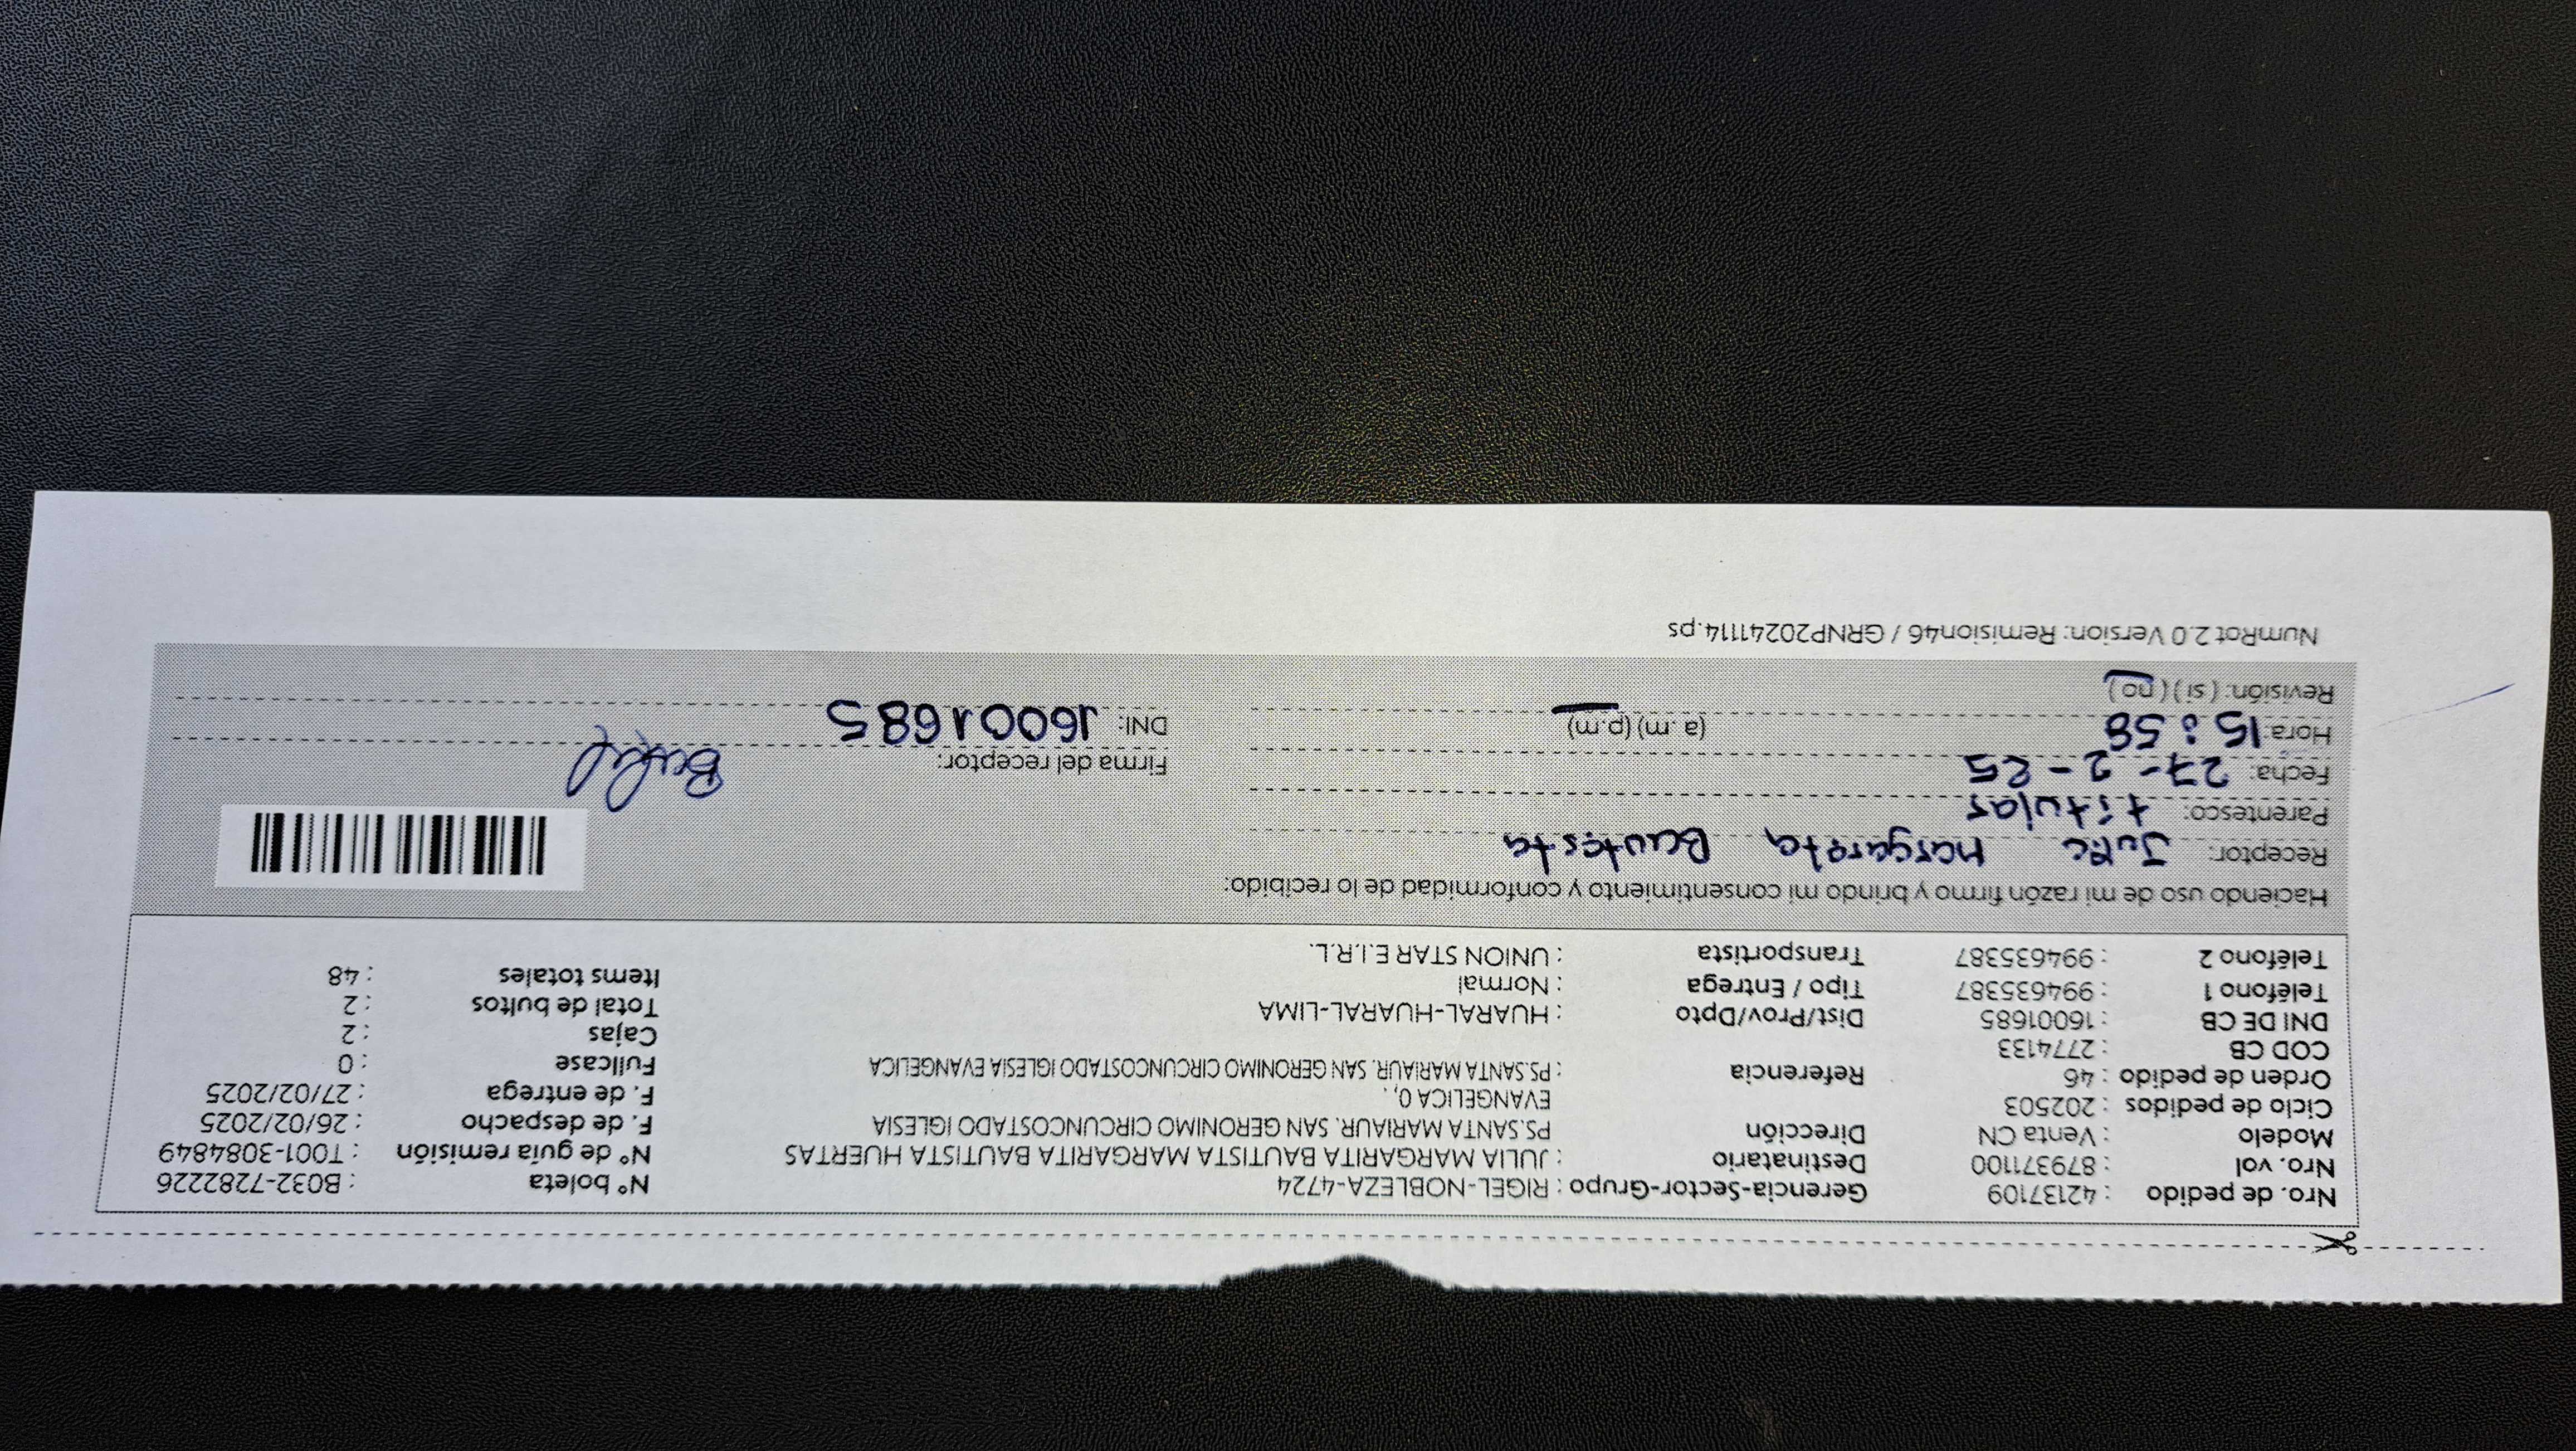 Nro. de pedido : 42137109 Gerencia-Sector-Grupo : RIGEL-NOBLEZA-4724 N° boleta : B032-7282226
Nro. vol : 879371100 Destinatario : JULIA MARGARITA BAUTISTA MARGARITA BAUTISTA HUERTAS N° de guía remisión : T001-3084849
Modelo : Venta CN Dirección PS.SANTA MARIAUR. SAN GERONIMO CIRCUNCOSTADO IGLESIA F. de despacho : 26/02/2025
Ciclo de pedidos : 202503 EVANGELICA 0, , F. de entrega : 27/02/2025
Orden de pedido : 46 Referencia : PS.SANTA MARIAUR. SAN GERONIMO CIRCUNCOSTADO IGLESIA EVANGELICA Fullcase : 0
COD CB : 2774133 Cajas : 2
DNI DE CB : 16001685 Dist/Prov/Dpto : HUARAL-HUARAL-LIMA Total de bultos : 2
Teléfono 1 : 994635387 Tipo / Entrega : Normal Items totales : 48
Teléfono 2 : 994635387 Transportista : UNION STAR E.I.R.L.
Haciendo uso de mi razón firmo y brindo mi consentimiento y conformidad de lo recibido:
Receptor: Margareta Bautista
Parentesco: titular
Fecha: 27-2-25 Firma del receptor:
Hora: 15:58 (a.m) (p.m) DNI: 16001685
Revisión: (si) (no)
NumRot 2.0 Version: Remision46 / GRNP20241114.ps